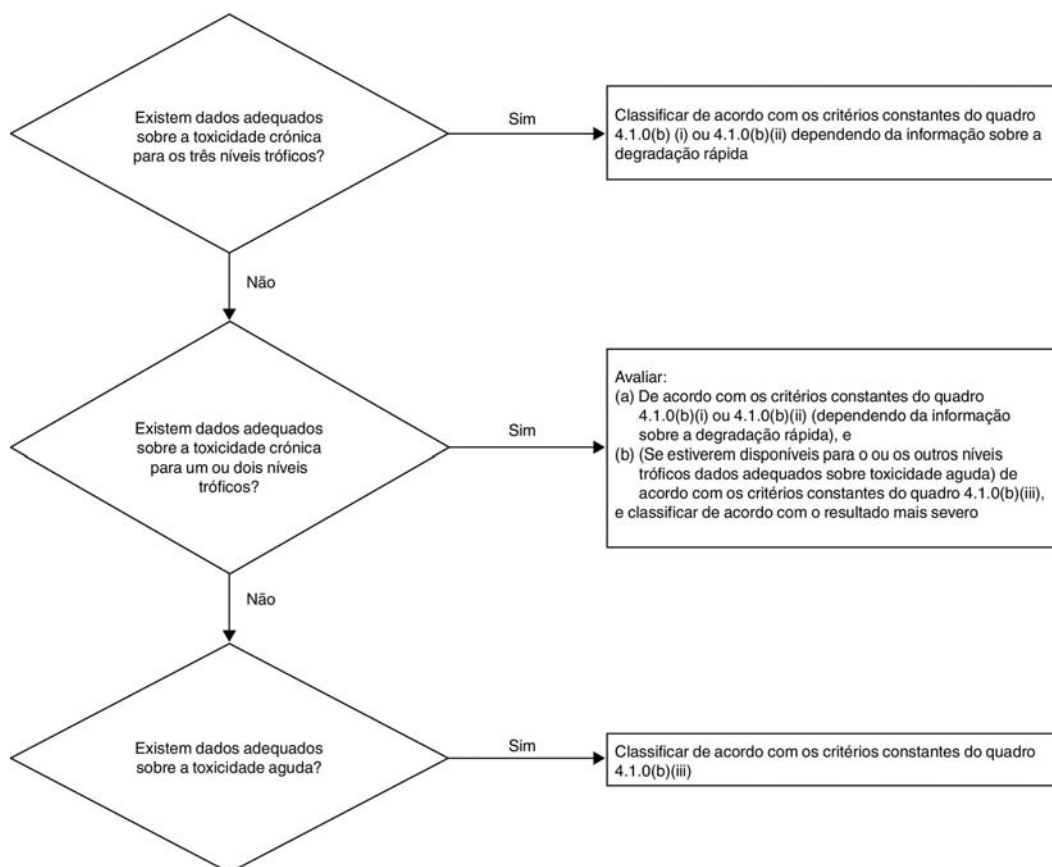 Existem dados adequados
sobre a toxicidade crónica
para os três níveis tróficos?
Sim
Classificar de acordo com os critérios constantes do quadro
4.1.0(b) (i) ou 4.1.0(b)(ii) dependendo da informação sobre a
degradação rápida
Não
Existem dados adequados
sobre a toxicidade crónica
para um ou dois níveis
tróficos?
Sim
Avaliar:
(a) De acordo com os critérios constantes do quadro
4.1.0(b)(i) ou 4.1.0(b)(ii) (dependendo da informação
sobre a degradação rápida), e
(b) (Se estiverem disponíveis para o ou os outros níveis
tróficos dados adequados sobre toxicidade aguda) de
acordo com os critérios constantes do quadro 4.1.0(b)(iii),
e classificar de acordo com o resultado mais severo
Não
Existem dados adequados
sobre a toxicidade aguda?
Sim
Classificar de acordo com os critérios constantes do quadro
4.1.0(b)(iii)